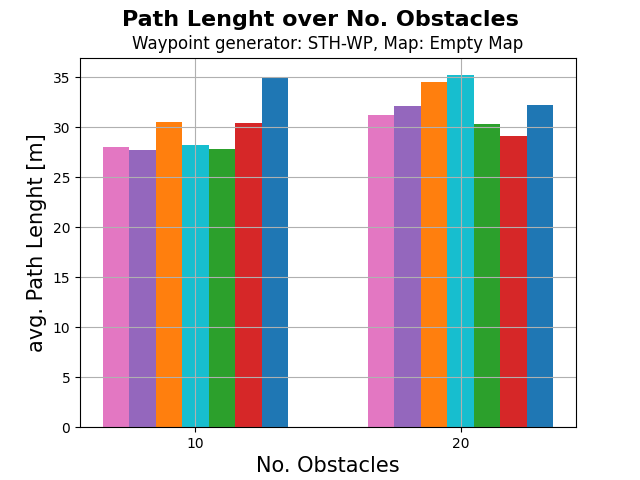 Path Lenght over No. Obstacles
Waypoint generator: STH-WP, Map: Empty Map
avg. Path Lenght [m]
35
30
25
20
15
10
5
0
10 20
No. Obstacles